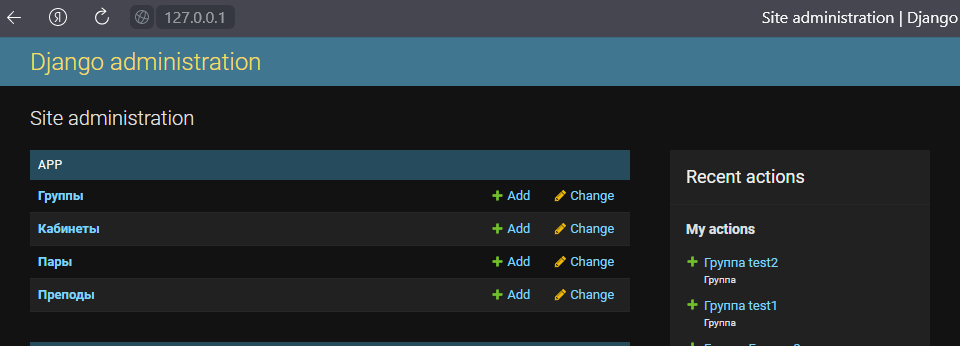 Я
127.0.0.1
Site administration | Django
Django administration
Site administration
APP
Группы Add Change
Кабинеты Add Change
Пары Add Change
Преподы Add Change
Recent actions
My actions
Группа test2
Группа
Группа test1
Группа